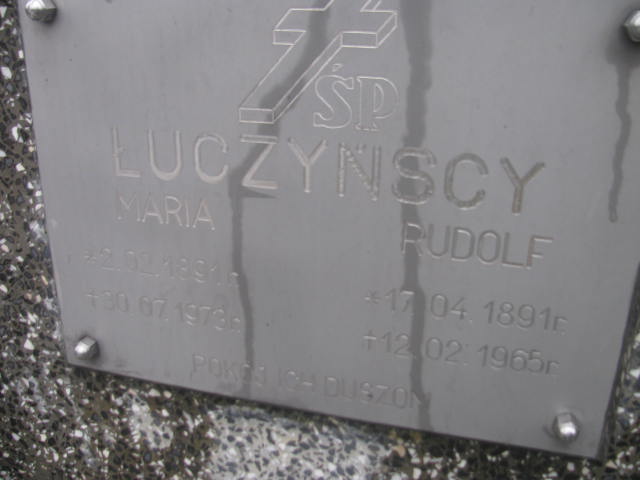 ŚP
ŁUCZYŃSCY
MARIA
*2.02.1891r.
+30.07.1973r.
RUDOLF
*17.04.1891r.
+12.02.1965r.
POKÓJ ICH DUSZOM